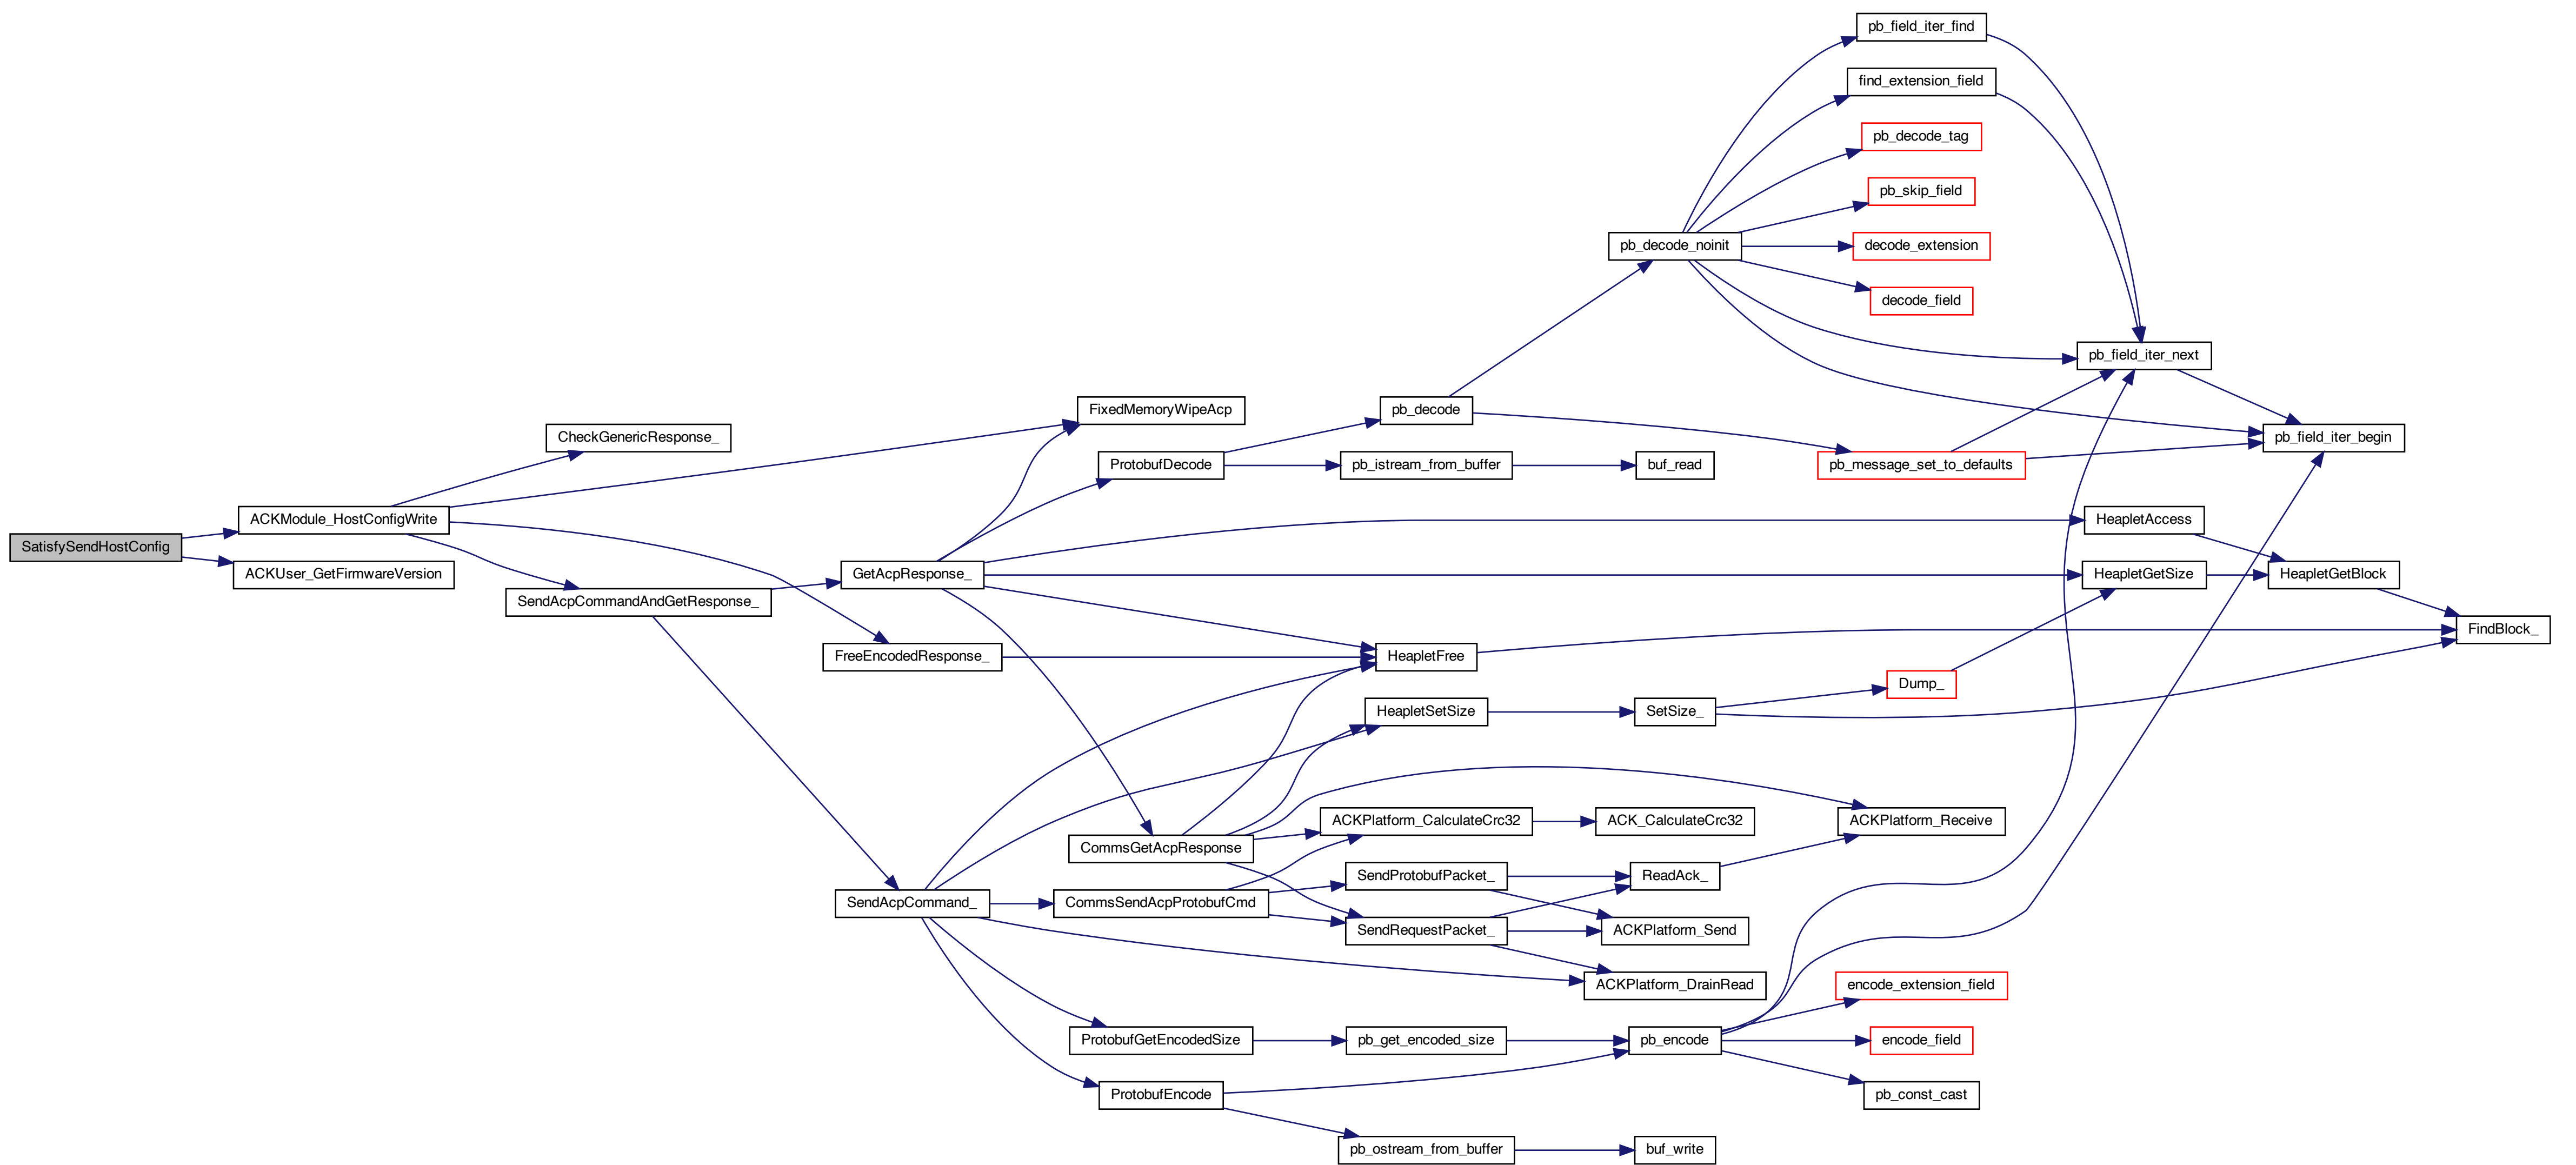 pb_field_iter_find
find_extension_field
pb_decode_tag
pb_skip_field
pb_decode_noinit
decode_extension
decode_field
pb_field_iter_next
FixedMemoryWipeAcp
pb_decode
CheckGenericResponse_
pb_field_iter_begin
ProtobufDecode
pb_istream_from_buffer
buf_read
pb_message_set_to_defaults
ACKModule_HostConfigWrite
HeapletAccess
SatisfySendHostConfig
ACKUser_GetFirmwareVersion
GetAcpResponse_
HeapletGetSize
HeapletGetBlock
SendAcpCommandAndGetResponse_
FindBlock_
FreeEncodedResponse_
HeapletFree
Dump_
HeapletSetSize
SetSize_
ACKPlatform_CalculateCrc32
ACK_CalculateCrc32
ACKPlatform_Receive
CommsGetAcpResponse
SendProtobufPacket_
ReadAck_
SendAcpCommand_
CommsSendAcpProtobufCmd
SendRequestPacket_
ACKPlatform_Send
ACKPlatform_DrainRead
encode_extension_field
ProtobufGetEncodedSize
pb_get_encoded_size
pb_encode
encode_field
ProtobufEncode
pb_const_cast
pb_ostream_from_buffer
buf_write